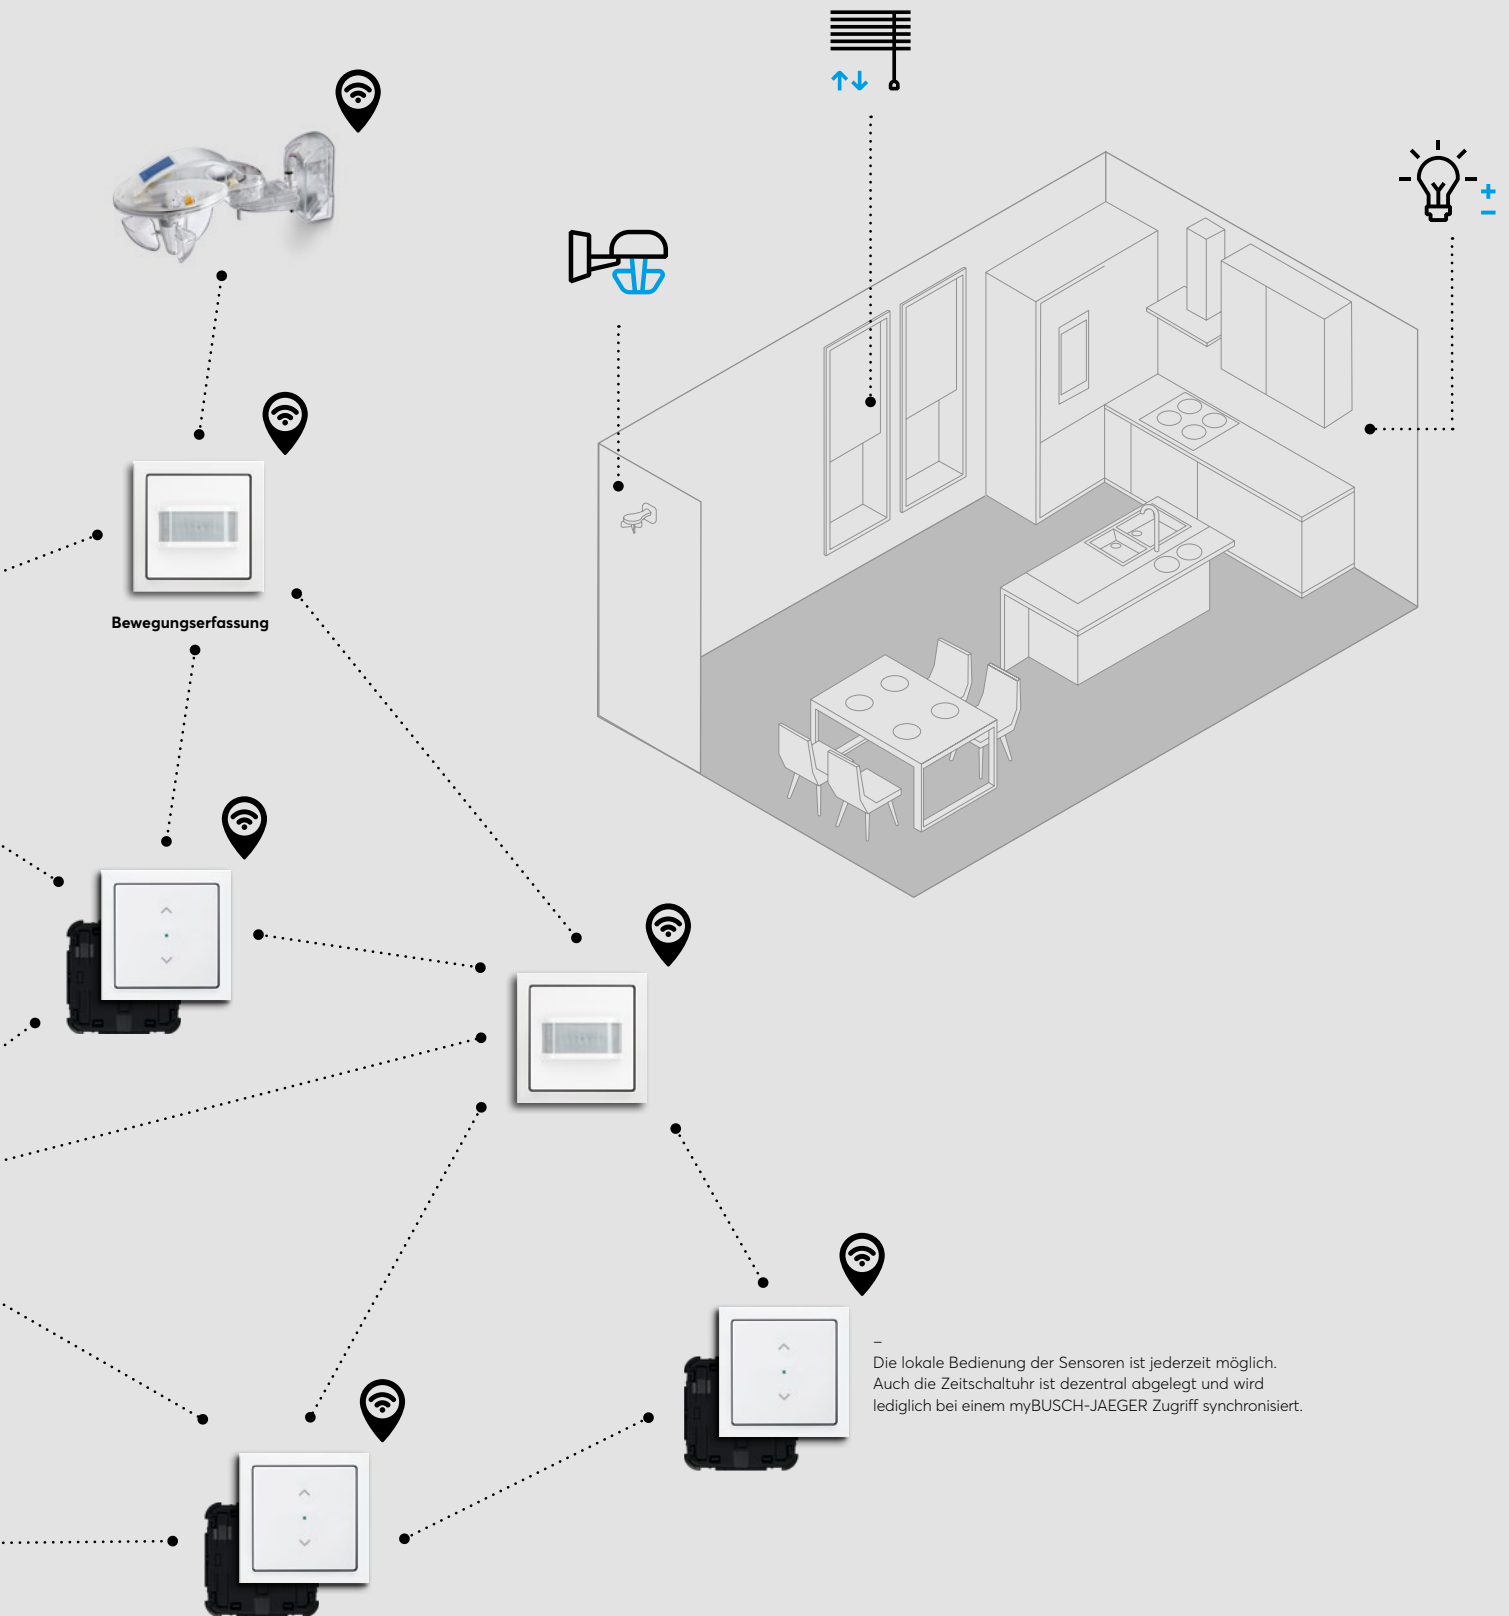 Bewegungserfassung
–
Die lokale Bedienung der Sensoren ist jederzeit möglich.
Auch die Zeitschaltuhr ist dezentral abgelegt und wird
lediglich bei einem myBUSCH-JAEGER Zugriff synchronisiert.